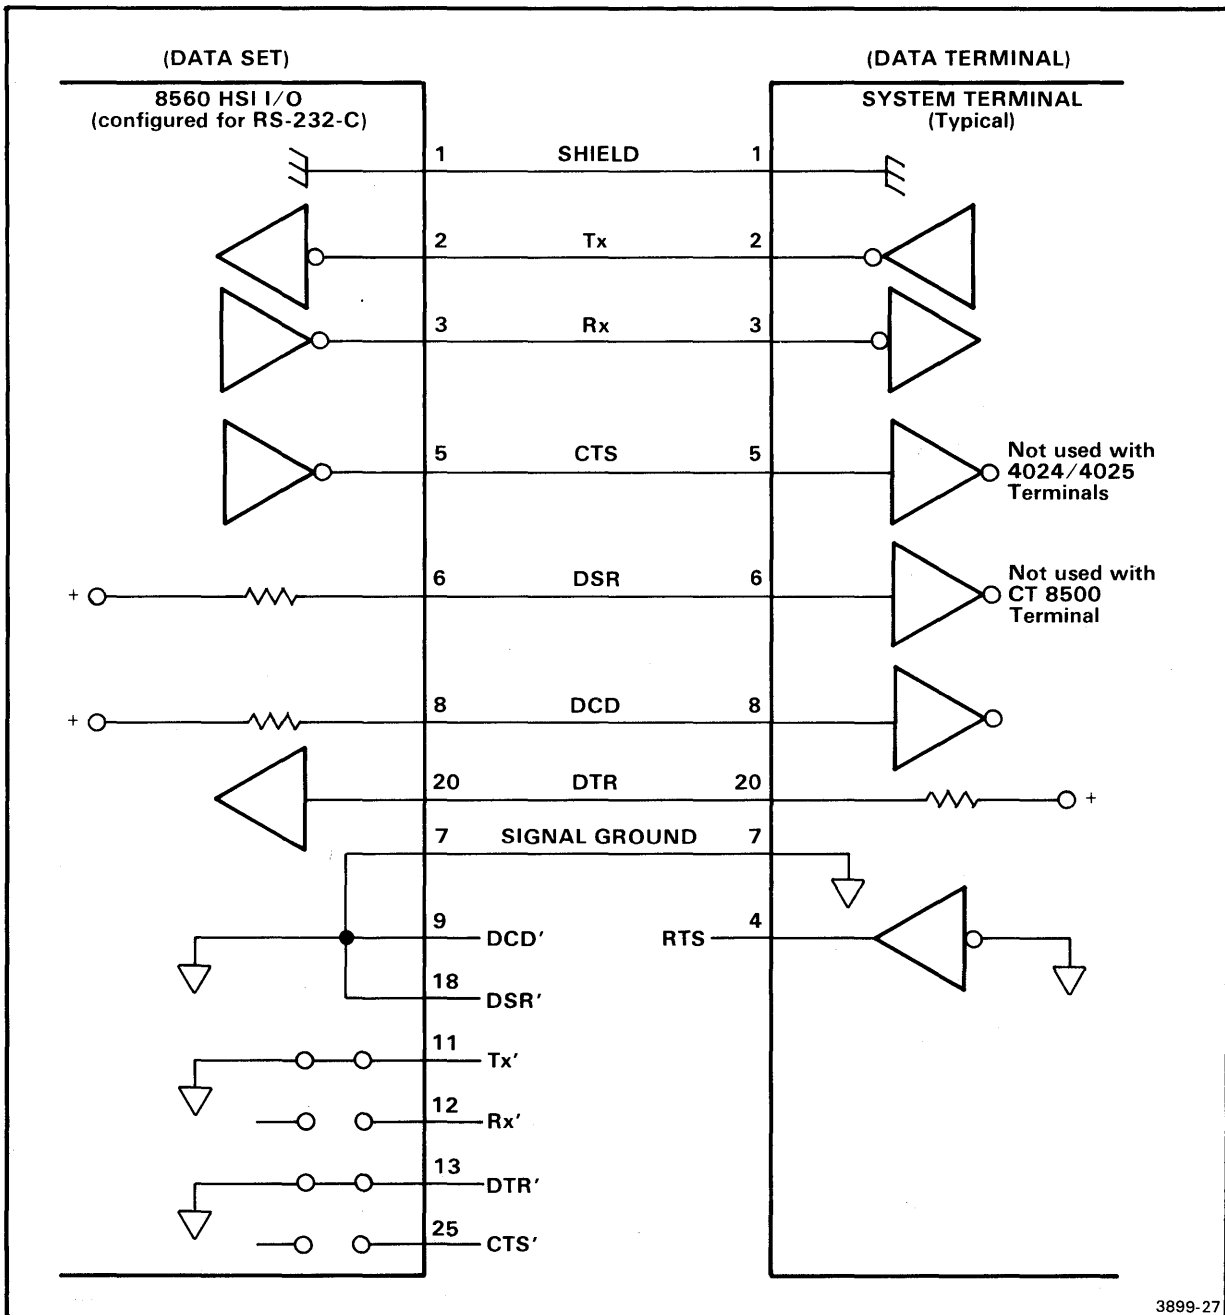 (DATA SET)
(DATA TERMINAL)
8560 HSI I/O
(configured for RS-232-C)
SYSTEM TERMINAL
(Typical)
1 SHIELD 1
2 Tx 2
3 Rx 3
5 CTS 5
Not used with
4024/4025
Terminals
6 DSR 6
+
Not used with
CT 8500
Terminal
8 DCD 8
+
20 DTR 20
+
7 SIGNAL GROUND 7
9
DCD'
4
RTS
18
DSR'
11
Tx'
12
Rx'
13
DTR'
25
CTS'
3899-27